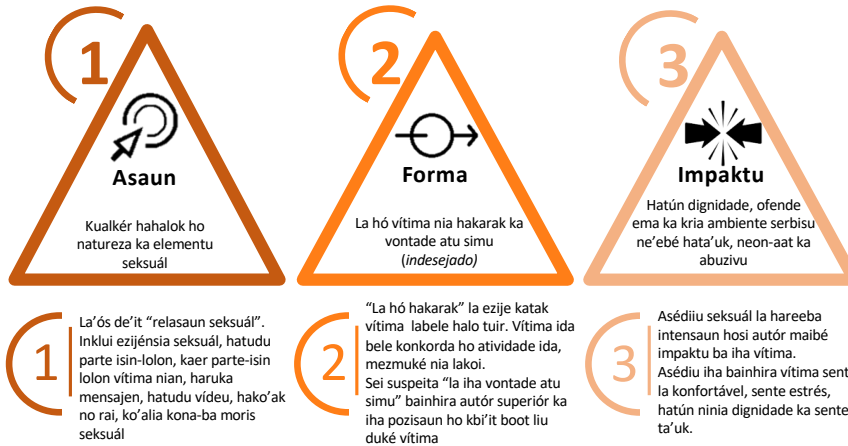 1
Asaun
Kualkér hahalok ho
natureza ka elementu
seksuál
2
Forma
La hó vítima nia hakarak ka
vontade atu simu
(indesejado)
3
Impaktu
Hatún dignidade, ofende
ema ka kria ambiente serbisu
ne'ebé hata'uk, neon-aat ka
abuzivu
1
La'ós de'it “relasaun seksuál”.
Inklui ezijénsia seksuál, hatudu
parte isin-lolon, kaer parte-isin
lolon vítima nian, haruka
mensajen, hatudu vídeu, hako'ak
no rai, ko'alia kona-ba moris
seksuál
2
“La hó hakarak” la ezije katak
vítima labele halo tuir. Vítima ida
bele konkorda ho atividade ida,
mezmuké nia lakoi.
Sei suspeita “la iha vontade atu
simu” bainhira autór superiór ka
iha pozisaun ho kbi'it boot liu
duké vítima
3
Asédiiu seksuál la hareeba
intensaun hosi autór maibé
impaktu ba iha vítima.
Asédiu iha bainhira vítima sente
la konfortável, sente estrés,
hatún ninia dignidade ka sente
ta'uk.